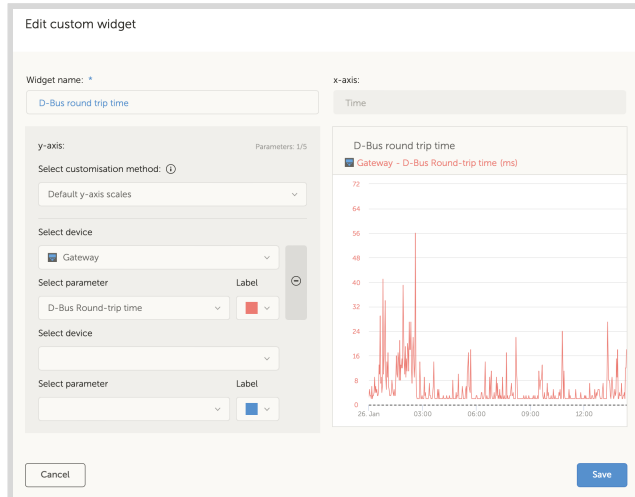 Edit custom widget
Widget name: *
D-Bus round trip time
x-axis:
Time
y-axis:
Parameters: 1/5
Select customisation method:
Default y-axis scales
Select device
Gateway
Select parameter
Label
D-Bus Round-trip time
Select device
Select parameter
Label
D-Bus round trip time
Gateway - D-Bus Round-trip time (ms)
72
64
56
48
40
32
24
16
8
0
26. Jan
03:00
06:00
09:00
12:00
Cancel
Save